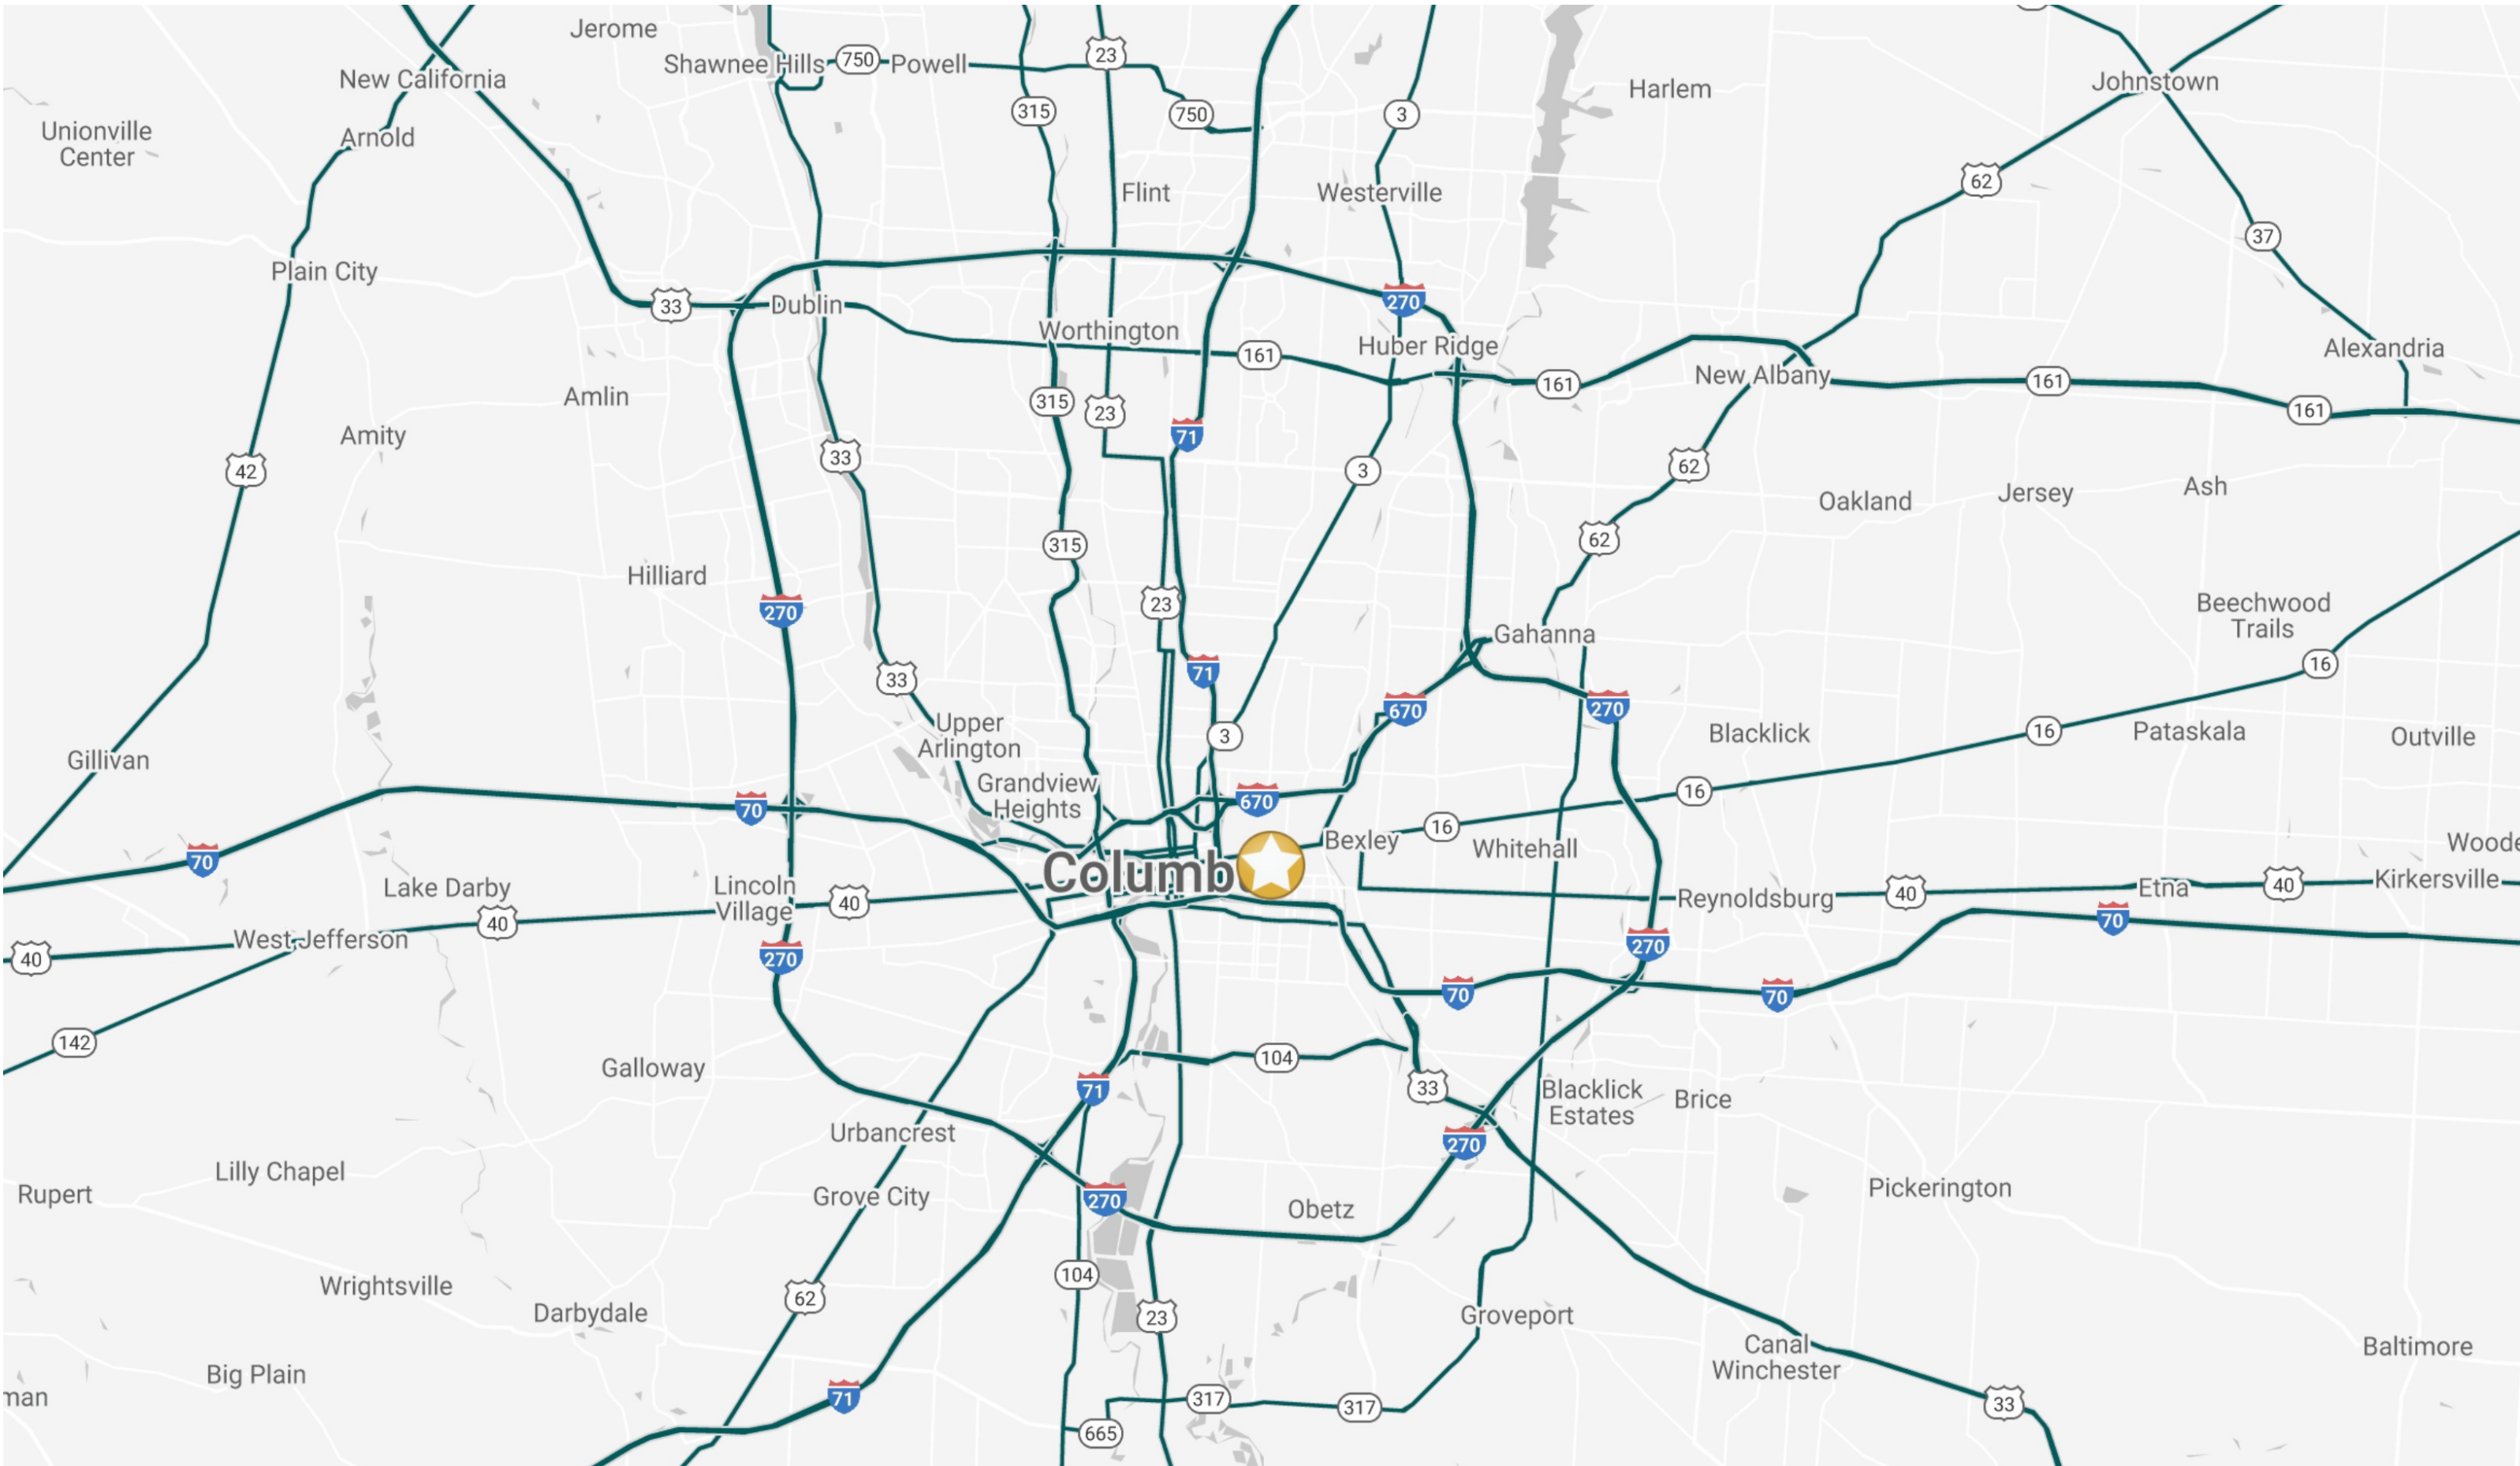 Jerome
Shawnee Hills
750
Powell
23
New California
Harlem
Johnstown
315
750
3
Unionville
Center
Arnold
Flint
Westerville
62
37
Plain City
33
Dublin
270
Worthington
161
Huber Ridge
Alexandria
New Albany
161
161
161
Amlin
315
23
71
Amity
42
33
3
62
Oakland
Jersey
Ash
315
62
Hilliard
270
23
Beechwood
Trails
Gahanna
71
16
33
670
270
Upper
Arlington
3
Blacklick
16
Pataskala
Outville
Gillivan
Grandview
Heights
70
670
16
70
Bexley
16
Whitehall
Woode
Columb
Lake Darby
Lincoln
Village
40
Reynoldsburg
40
Etna
40
Kirkersville
40
West Jefferson
40
270
270
70
70
70
142
Galloway
104
71
33
Blacklick
Estates
Brice
Urbancrest
270
Lilly Chapel
Rupert
Grove City
270
Obetz
Pickerington
Wrightsville
104
62
Darbydale
23
Groveport
Canal
Winchester
Baltimore
Big Plain
man
71
317
317
33
665